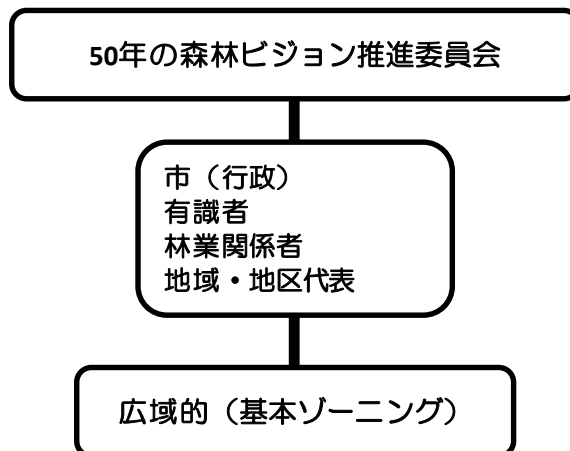 50年の森林ビジョン推進委員会
市（行政）
有識者
林業関係者
地域・地区代表
広域的（基本ゾーニング）